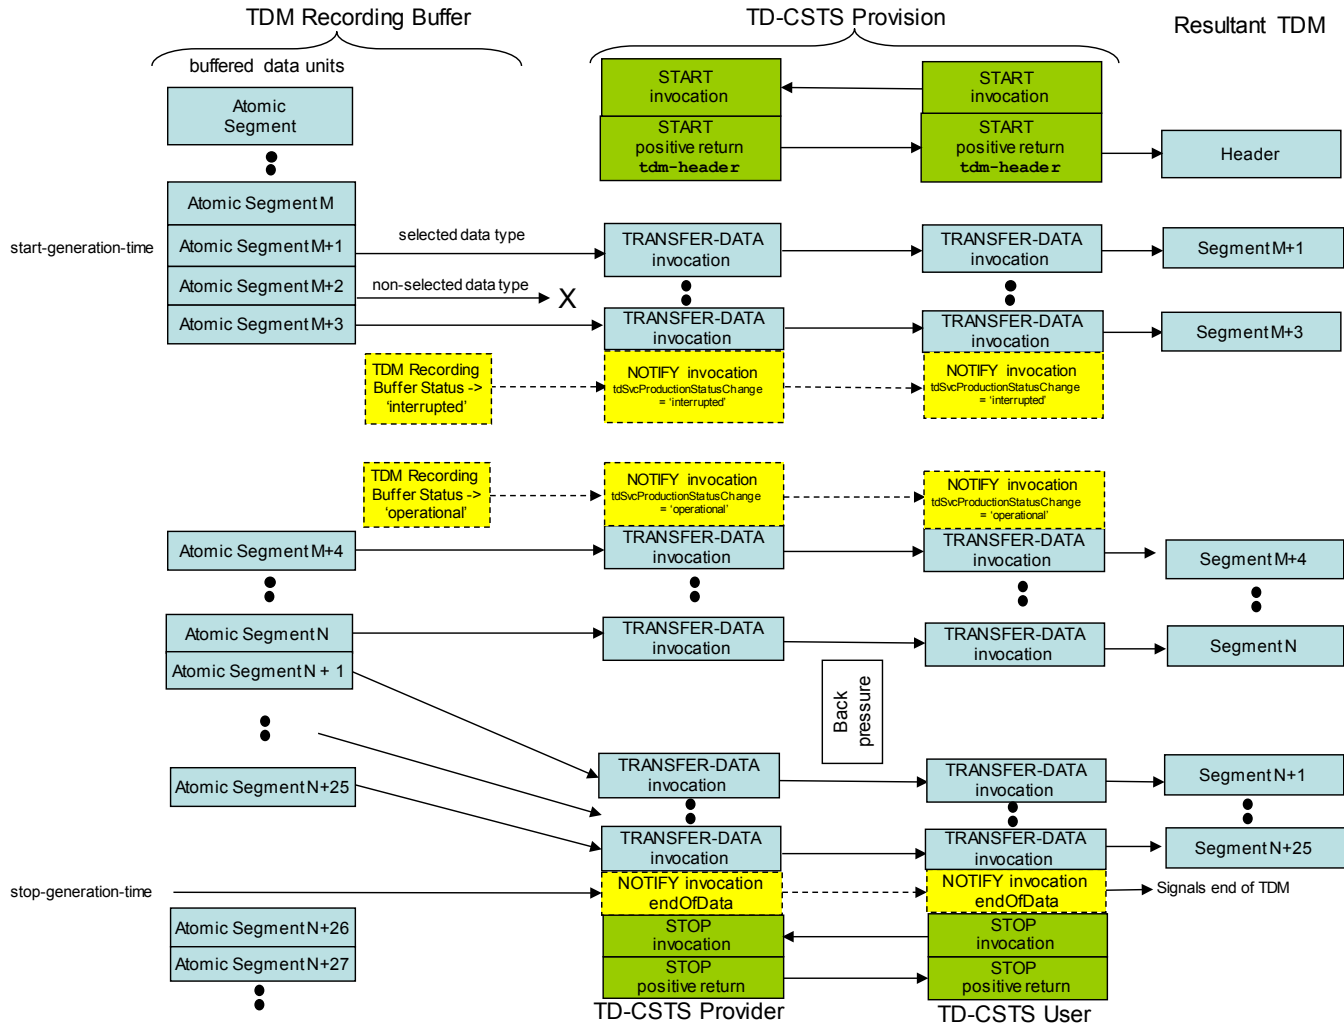 TDM Recording Buffer
TD-CSTS Provision
Resultant TDM
buffered data units
Atomic
Segment
START
invocation
START
invocation
START
positive return
tdm-header
START
positive return
tdm-header
Header
Atomic Segment M
start-generation-time
Atomic Segment M+1
selected data type
TRANSFER-DATA
invocation
TRANSFER-DATA
invocation
Segment M+1
Atomic Segment M+2
non-selected data type
X
Atomic Segment M+3
TRANSFER-DATA
invocation
TRANSFER-DATA
invocation
Segment M+3
TDM Recording
Buffer Status ->
'interrupted'
NOTIFY invocation
tdSvcProductionStatusChange
= 'interrupted'
NOTIFY invocation
tdSvcProductionStatusChange
= 'interrupted'
TDM Recording
Buffer Status ->
'operational'
NOTIFY invocation
tdSvcProductionStatusChange
= 'operational'
NOTIFY invocation
tdSvcProductionStatusChange
= 'operational'
Atomic Segment M+4
TRANSFER-DATA
invocation
TRANSFER-DATA
invocation
Segment M+4
Atomic Segment N
TRANSFER-DATA
invocation
TRANSFER-DATA
invocation
Segment N
Atomic Segment N + 1
Back
pressure
TRANSFER-DATA
invocation
TRANSFER-DATA
invocation
Segment N+1
Atomic Segment N+25
TRANSFER-DATA
invocation
TRANSFER-DATA
invocation
Segment N+25
stop-generation-time
NOTIFY invocation
endOfData
NOTIFY invocation
endOfData
Signals end of TDM
Atomic Segment N+26
STOP
invocation
STOP
invocation
Atomic Segment N+27
STOP
positive return
STOP
positive return
TD-CSTS Provider
TD-CSTS User